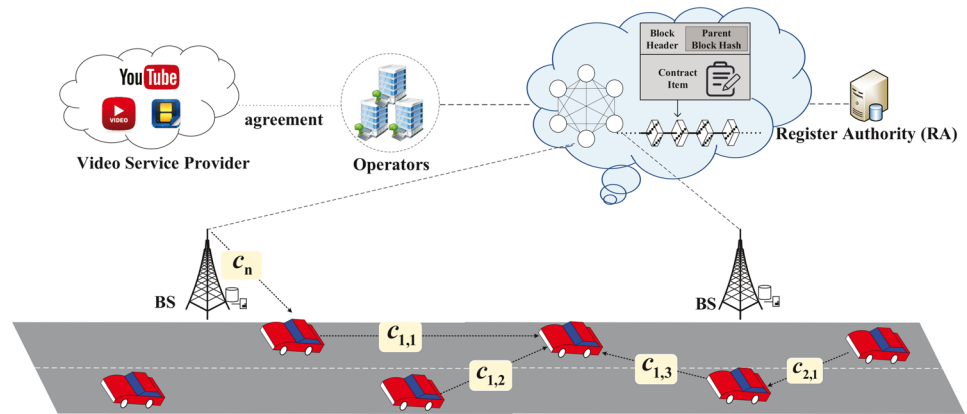 Block
Header
Parent
Block Hash
Contract
Item
YouTube
VIDEO
agreement
Video Service Provider
Operators
Register Authority (RA)
BS
c_n
BS
c_1,1
c_1,2
c_1,3
c_2,1